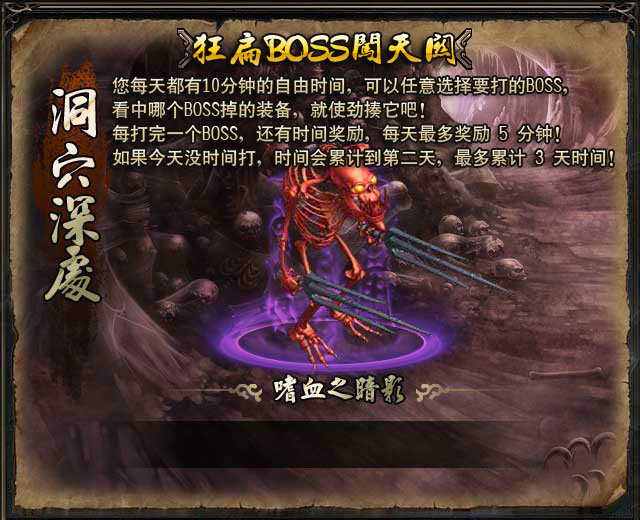 狂扁BOSS闖天関
洞穴深處
您每天都有10分钟的自由时间，可以任意选择要打的BOSS，
看中哪个BOSS掉的装备，就使劲揍它吧！
每打完一个BOSS，还有时间奖励，每天最多奖励 5 分钟！
如果今天没时间打，时间会累计到第二天，最多累计 3 天时间！
嗜血之暗影